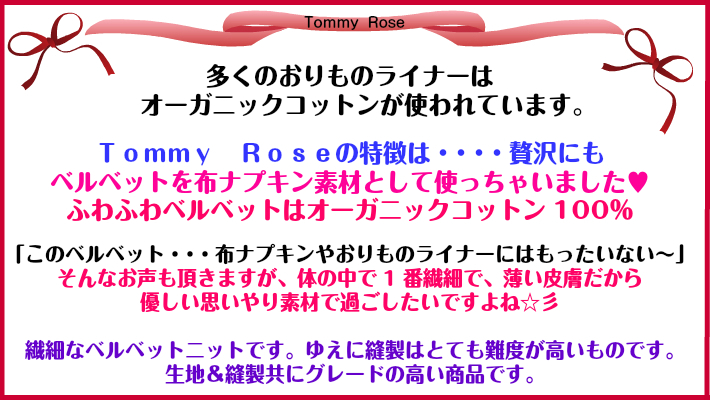 Tommy Rose
多くのおりものライナーは
オーガニックコットンが使われています。
Ｔｏｍｍｙ　Ｒｏｓｅの特徴は・・・・贅沢にも
ベルベットを布ナプキン素材として使っちゃいました♥
ふわふわベルベットはオーガニックコットン100％
「このベルベット・・・布ナプキンやおりものライナーにはもったいない～」
そんなお声も頂きますが、体の中で1番繊細で、薄い皮膚だから
優しい思いやり素材で過ごしたいですよね☆彡
繊細なベルベットニットです。ゆえに縫製はとても難度が高いものです。
生地＆縫製共にグレードの高い商品です。